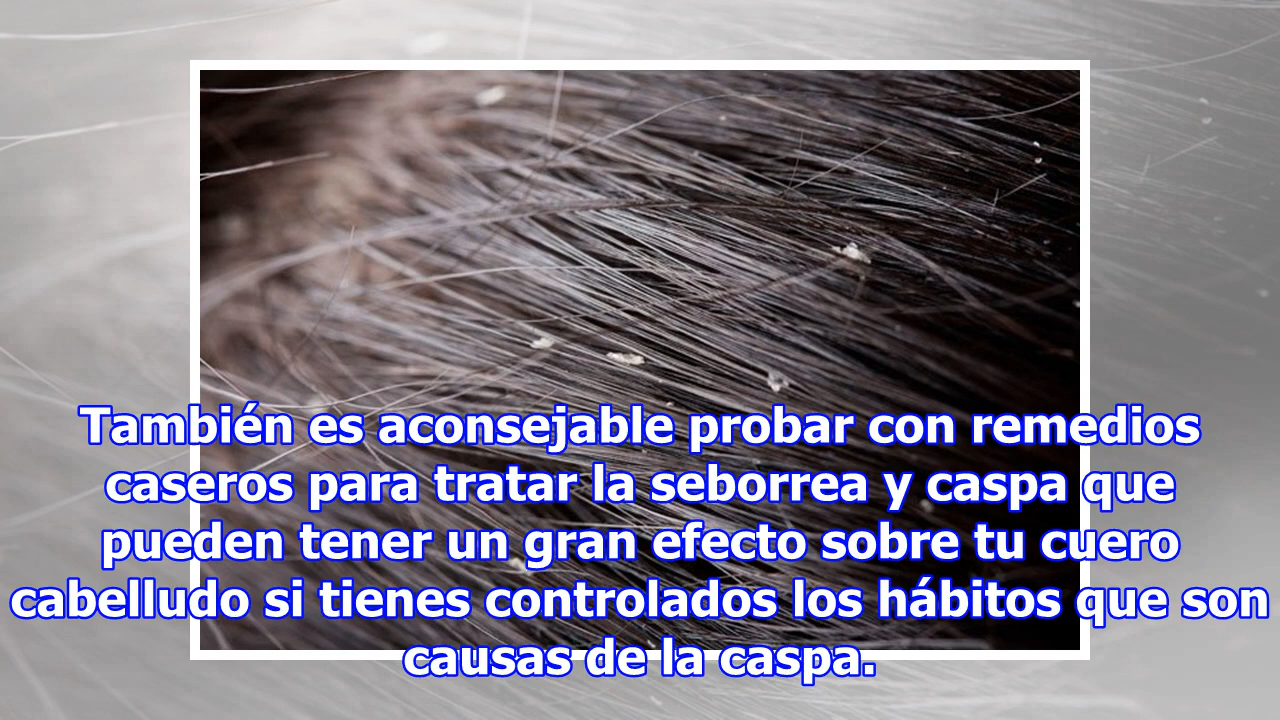 También es aconsejable probar con remedios
caseros para tratar la seborrea y caspa que
pueden tener un gran efecto sobre tu cuero
cabelludo si tienes controlados los hábitos que son
causas de la caspa.